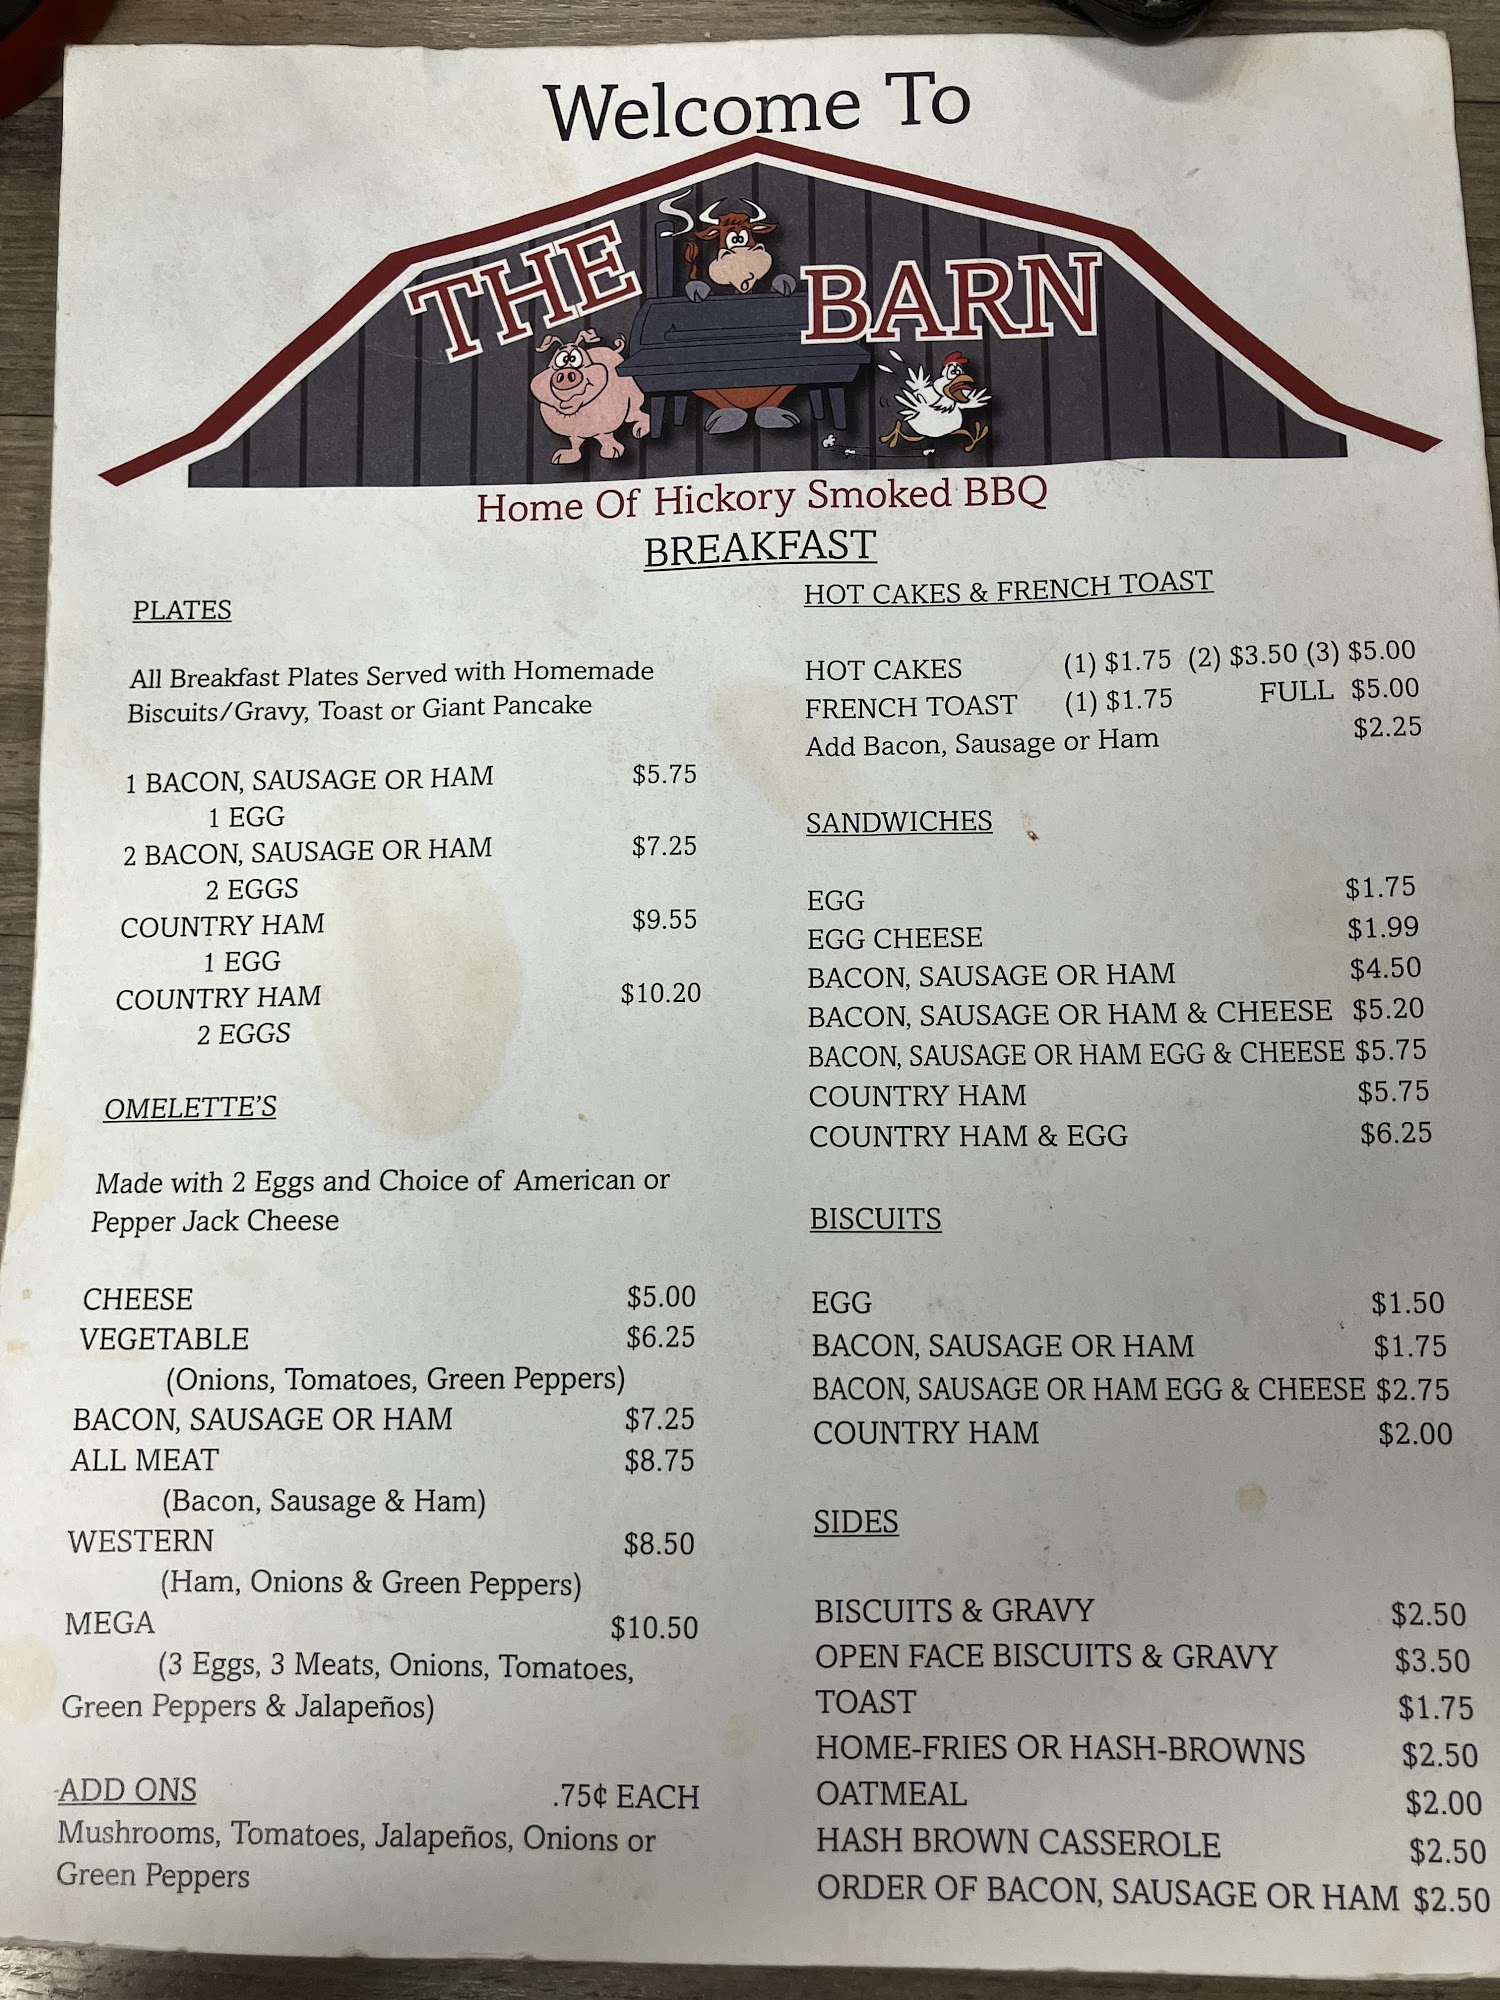 Welcome To
THE BARN
Home Of Hickory Smoked BBQ
BREAKFAST
PLATES
All Breakfast Plates Served with Homemade
Biscuits/Gravy, Toast or Giant Pancake
1 BACON, SAUSAGE OR HAM $5.75
1 EGG
2 BACON, SAUSAGE OR HAM $7.25
2 EGGS
COUNTRY HAM $9.55
1 EGG
COUNTRY HAM $10.20
2 EGGS
OMELETTE'S
Made with 2 Eggs and Choice of American or
Pepper Jack Cheese
CHEESE $5.00
VEGETABLE $6.25
(Onions, Tomatoes, Green Peppers)
BACON, SAUSAGE OR HAM $7.25
ALL MEAT $8.75
(Bacon, Sausage & Ham)
WESTERN $8.50
(Ham, Onions & Green Peppers)
MEGA $10.50
(3 Eggs, 3 Meats, Onions, Tomatoes,
Green Peppers & Jalapeños)
ADD ONS .75¢ EACH
Mushrooms, Tomatoes, Jalapeños, Onions or
Green Peppers
HOT CAKES & FRENCH TOAST
HOT CAKES (1) $1.75 (2) $3.50 (3) $5.00
FRENCH TOAST (1) $1.75 FULL $5.00
Add Bacon, Sausage or Ham $2.25
SANDWICHES
EGG $1.75
EGG CHEESE $1.99
BACON, SAUSAGE OR HAM $4.50
BACON, SAUSAGE OR HAM & CHEESE $5.20
BACON, SAUSAGE OR HAM EGG & CHEESE $5.75
COUNTRY HAM $5.75
COUNTRY HAM & EGG $6.25
BISCUITS
EGG $1.50
BACON, SAUSAGE OR HAM $1.75
BACON, SAUSAGE OR HAM EGG & CHEESE $2.75
COUNTRY HAM $2.00
SIDES
BISCUITS & GRAVY $2.50
OPEN FACE BISCUITS & GRAVY $3.50
TOAST $1.75
HOME-FRIES OR HASH-BROWNS $2.50
OATMEAL $2.00
HASH BROWN CASSEROLE $2.50
ORDER OF BACON, SAUSAGE OR HAM $2.50